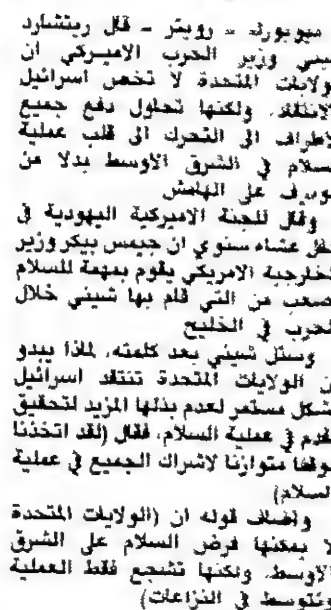 نيويورك - رويتر - قال ريتشارد
شيني وزير الحرب الاميركي ان
الولايات المتحدة لا تخص اسرائيل
بالانتقاد، ولكنها تحاول دفع جميع
الاطراف الى التحرك الى قلب عملية
السلام في الشرق الاوسط بدلا من
الوقوف على الهامش
وقال للجنة الاميركية اليهودية في
حفل عشاء سنوي ان جيمس بيكر وزير
الخارجية الامريكي يقوم بمهمة للسلام
اصعب من التي قام بها شيني خلال
الحرب في الخليج
وسئل شيني بعد كلمته، لماذا يبدو
ان الولايات المتحدة تنتقد اسرائيل
بشكل مستمر لعدم بذلها المزيد لتحقيق
تقدم في عملية السلام، فقال (لقد اتخذنا
موقفا متوازنا لاشراك الجميع في عملية
السلام)
واضاف قوله ان (الولايات المتحدة
لا يمكنها فرض السلام على الشرق
الاوسط، ولكنها تشجع فقط العملية
وتتوسط في النزاعات)